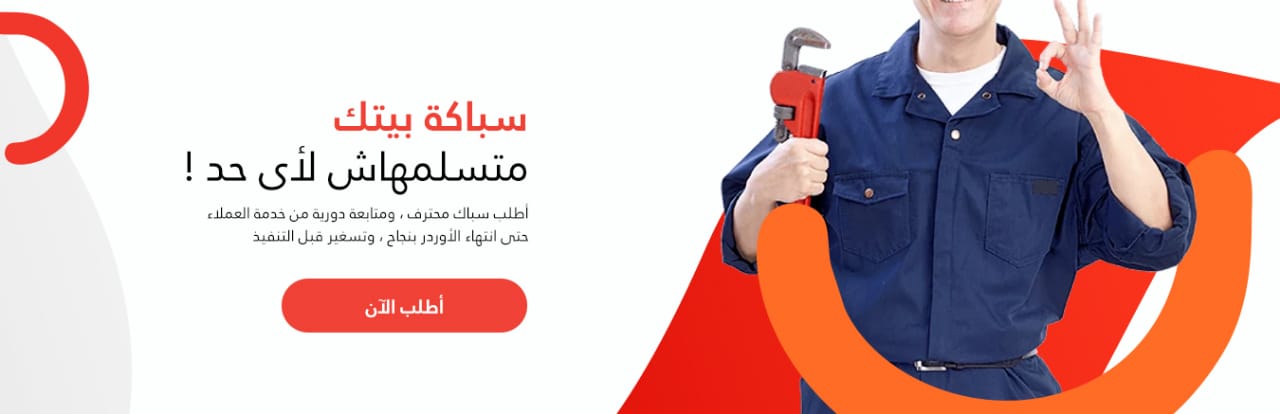 سباكة بيتك
متسلمهاش لأى حد !
أطلب سباك محترف ، ومتابعة دورية من خدمة العملاء
حتى انتهاء الأوردر بنجاح ، وتسغير قبل التنفيذ
أطلب الآن